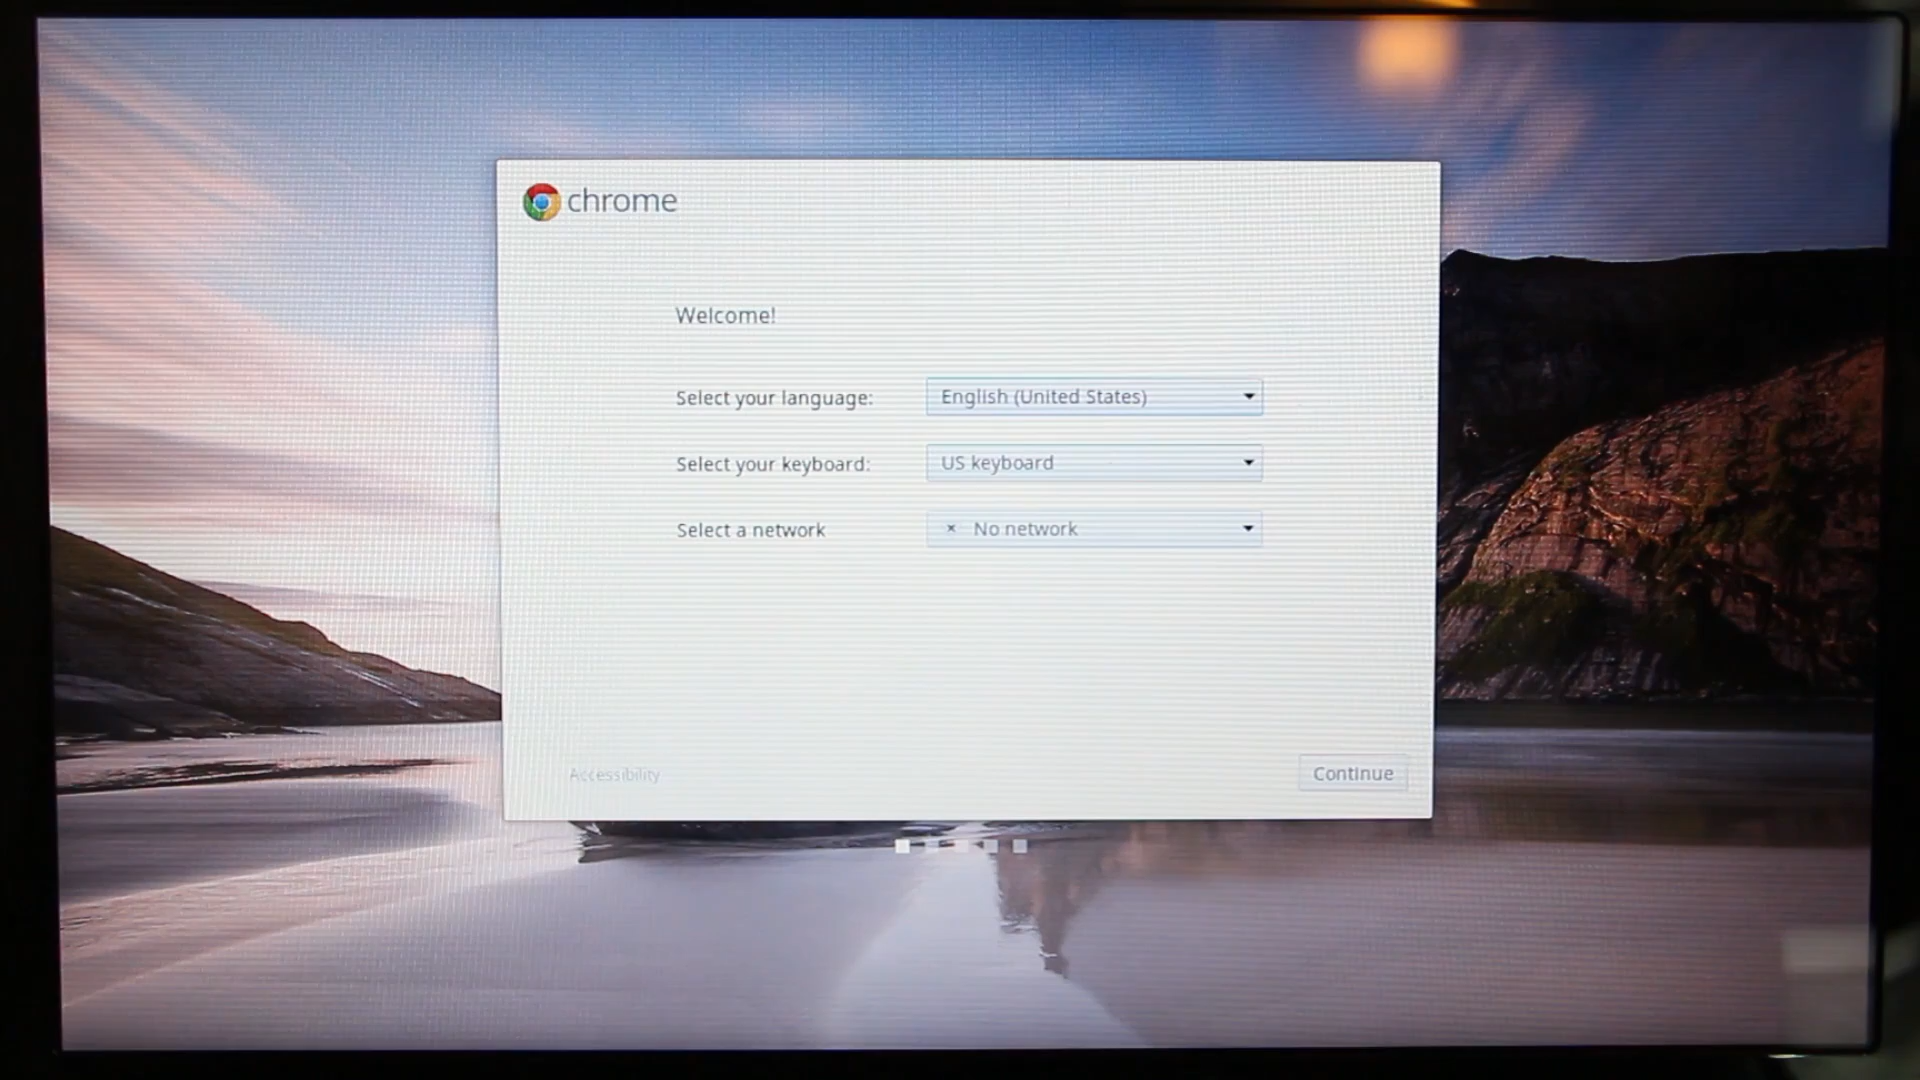 chrome
Welcome!
Select your language: English (United States)
Select your keyboard: US keyboard
Select a network × No network
Accessibility Continue